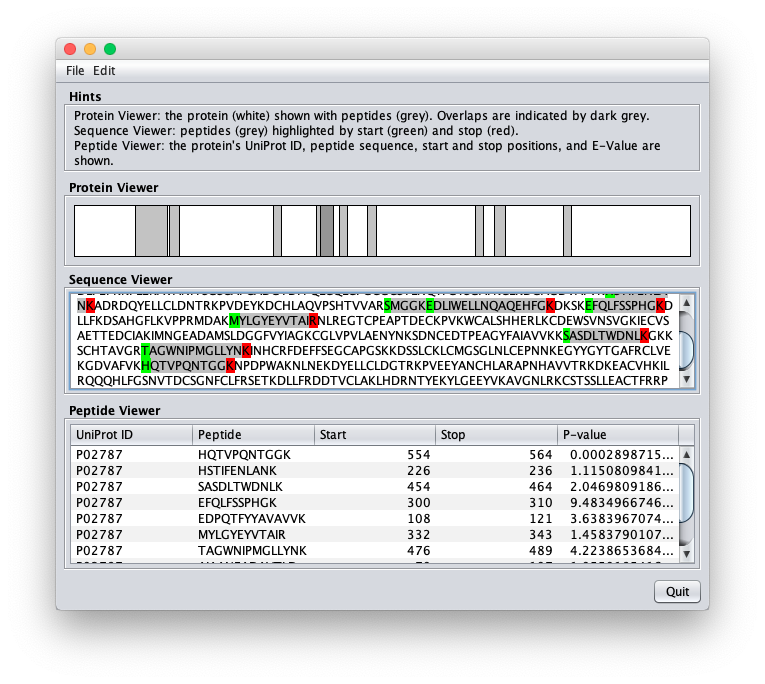 File Edit
Hints
Protein Viewer: the protein (white) shown with peptides (grey). Overlaps are indicated by dark grey.
Sequence Viewer: peptides (grey) highlighted by start (green) and stop (red).
Peptide Viewer: the protein's UniProt ID, peptide sequence, start and stop positions, and E-Value are
shown.
Protein Viewer
Sequence Viewer
NKADRDQYELLCLDNTRKPVDEYKDCHLAQVPSHTVVARSMGGKEDLIWELLNQAQEHFGKDKSKEFQLFSSPHGKD
LLFKDSAHGFLKVPPRMDAKMYLGYEYVTAIRNLREGTCPEAPTDECKPVKWCALSHHERLKCDEWSVNSVGKIECVS
AETTEDCIAKIMNGEADAMSLDGGFVYIAGKCGLVPVLAENYNKSDNCEDTPEAGYFAIAVVKKSASDLTWDNLKGKK
SCHTAVGRTAGWNIPMGLLYNKINHCRFDEFFSEGCAPGSKKDSSLCKLCMGSGLNLCEPNNKEGYYGYTGAFRCLVE
KGDVAFVKHQTVPQNTGGKNPDPWAKNLNEKDYELLCLDGTRKPVEEYANCHLARAPNHAVVTRKDKEACVHKIL
RQQQHLFGSNVTDCSGNFCLFRSETKDLLFRDDTVCLAKLHDRNTYEKYLGEEYVKAVGNLRKCSTSSLLEACTFRRP
Peptide Viewer
UniProt ID Peptide Start Stop P-value
P02787 HQTVPQNTGGK 554 564 0.0002898715...
P02787 HSTIFENLANK 226 236 1.1150809841...
P02787 SASDLTWDNLK 454 464 2.0469809186...
P02787 EFQLFSSPHGK 300 310 9.4834966746...
P02787 EDPQTFYYAVAVVK 108 121 3.6383967074...
P02787 MYLGYEYVTAIR 332 343 1.4583790107...
P02787 TAGWNIPMGLLYNK 476 489 4.2238653684...
Quit